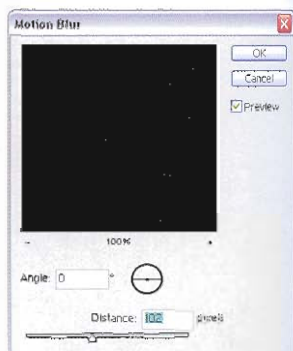 Motion Blur
OK
Cancel
Preview
- 100% +
Angle: 0 °
Distance: 102 pixels